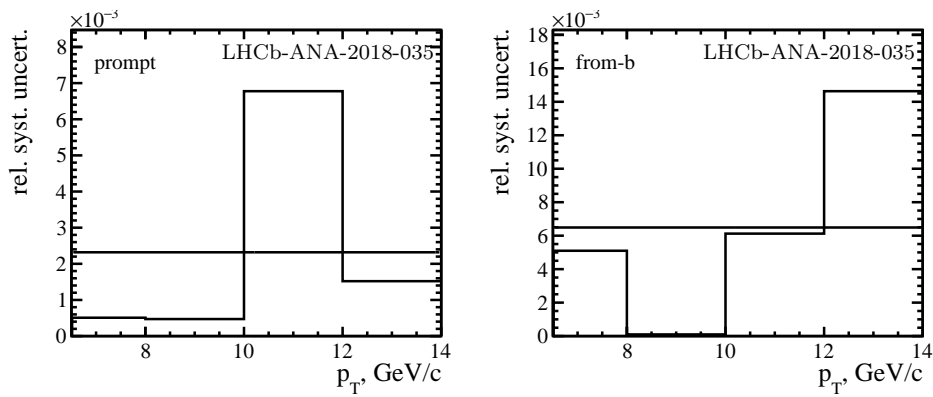 ×10⁻³
rel. syst. uncert.
prompt
LHCb-ANA-2018-035
8
7
6
5
4
3
2
1
0
8 10 12 14
p_T, GeV/c
×10⁻³
rel. syst. uncert.
from-b
LHCb-ANA-2018-035
18
16
14
12
10
8
6
4
2
0
8 10 12 14
p_T, GeV/c